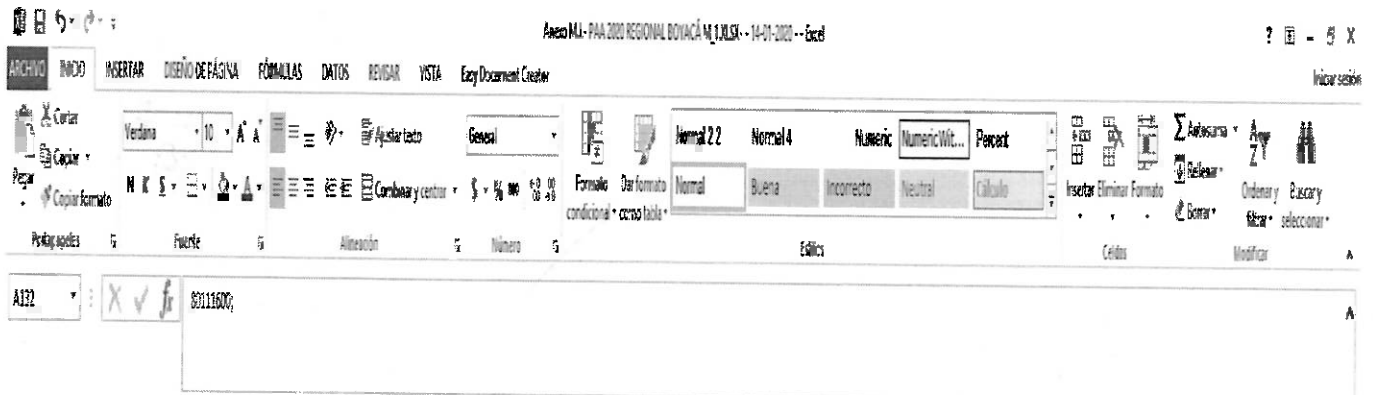 Anexo M.I.- PAA 2020 REGIONAL BOYACÁ M_1.XLSX - - 14-01-2020 - - Excel
ARCHIVO INICIO INSERTAR DISEÑO DE PÁGINA FÓRMULAS DATOS REVISAR VISTA Easy Document Creator Iniciar sesión
Cortar
Copiar
Copiar formato
Pegar
Portapapeles
Verdana 10
N K S
Fuente
Ajustar texto
Combinar y centrar
Alineación
General
$ % 000
Número
Formato condicional
Dar formato como tabla
Normal 2 2 Normal 4 Numeric NumericWit... Percent
Normal Buena Incorrecto Neutral Cálculo
Estilos
Insertar Eliminar Formato
Celdas
Autosuma
Rellenar
Borrar
Ordenar y filtrar
Buscar y seleccionar
Modificar
A132 fx 80111600;